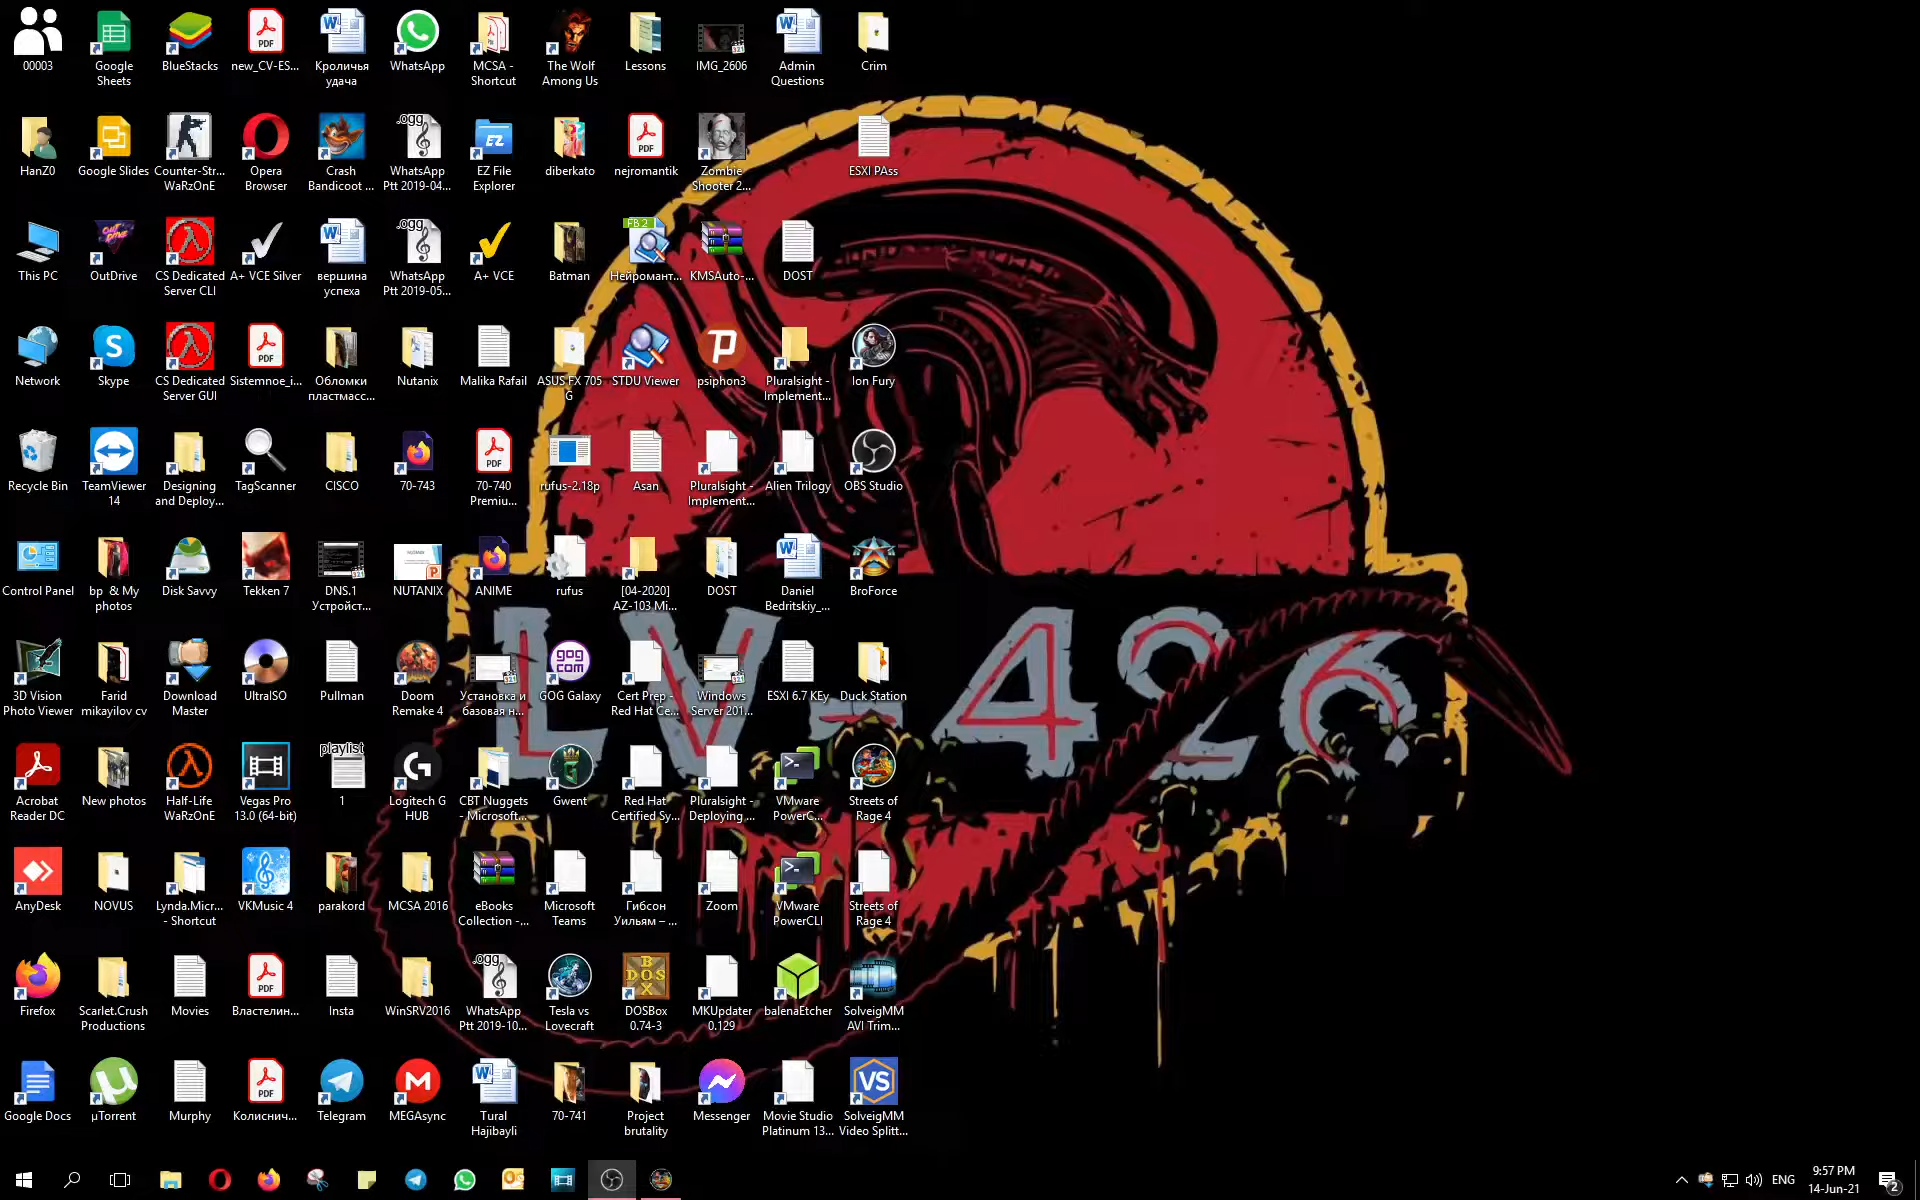 00003
Google Sheets
BlueStacks
new_CV-ES...
Кроличья удача
WhatsApp
MCSA - Shortcut
The Wolf Among Us
Lessons
IMG_2606
Admin Questions
Crim
HanZ0
Google Slides
Counter-Str... WaRzOnE
Opera Browser
Crash Bandicoot ...
WhatsApp Ptt 2019-04...
EZ File Explorer
diberkato
nejromantik
Zombie Shooter 2...
ESXI PAss
This PC
OutDrive
CS Dedicated Server CLI
A+ VCE Silver
вершина успеха
WhatsApp Ptt 2019-05...
A+ VCE
Batman
Нейромант...
KMSAuto-...
DOST
Network
Skype
CS Dedicated Server GUI
Sistemnoe_i...
Обломки пластмасс...
Nutanix
Malika Rafail
ASUS FX 705 G
STDU Viewer
psiphon3
Pluralsight - Implement...
Ion Fury
Recycle Bin
TeamViewer 14
Designing and Deploy...
TagScanner
CISCO
70-743
70-740 Premiu...
rufus-2.18p
Asan
Pluralsight - Implement...
Alien Trilogy
OBS Studio
Control Panel
bp & My photos
Disk Savvy
Tekken 7
DNS.1 Устройст...
NUTANIX
ANIME
rufus
[04-2020] AZ-103 Mi...
DOST
Daniel Bedritskiy_...
BroForce
LV-426
3D Vision Photo Viewer
Farid mikayilov cv
Download Master
UltraISO
Pullman
Doom Remake 4
Установка и базовая н...
GOG Galaxy
Cert Prep - Red Hat Ce...
Windows Server 201...
ESXI 6.7 KEy
Duck Station
Acrobat Reader DC
New photos
Half-Life WaRzOnE
Vegas Pro 13.0 (64-bit)
1
Logitech G HUB
CBT Nuggets - Microsoft...
Gwent
Red Hat Certified Sy...
Pluralsight - Deploying ...
VMware PowerC...
Streets of Rage 4
AnyDesk
NOVUS
Lynda.Micr... - Shortcut
VKMusic 4
parakord
MCSA 2016
eBooks Collection -...
Microsoft Teams
Гибсон Уильям – ...
Zoom
VMware PowerCLI
Streets of Rage 4
Firefox
Scarlet.Crush Productions
Movies
Властелин...
Insta
WinSRV2016
WhatsApp Ptt 2019-10...
Tesla vs Lovecraft
DOSBox 0.74-3
MKUpdater 0.129
balenaEtcher
SolveigMM AVI Trim...
Google Docs
µTorrent
Murphy
Колиснич...
Telegram
MEGAsync
Tural Hajibayli
70-741
Project brutality
Messenger
Movie Studio Platinum 13...
SolveigMM Video Splitt...
ENG
9:57 PM
14-Jun-21
2